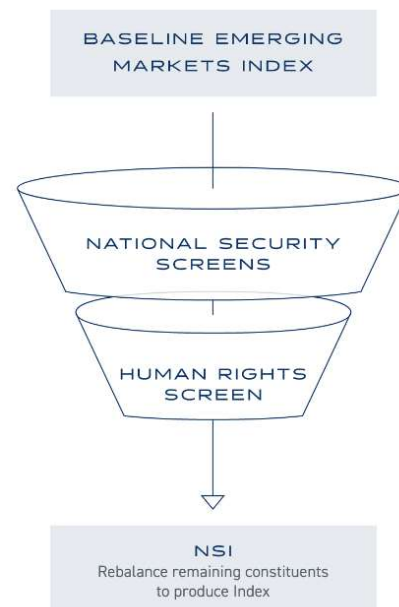 BASELINE EMERGING
MARKETS INDEX
NATIONAL SECURITY
SCREENS
HUMAN RIGHTS
SCREEN
NSI
Rebalance remaining constituents
to produce Index